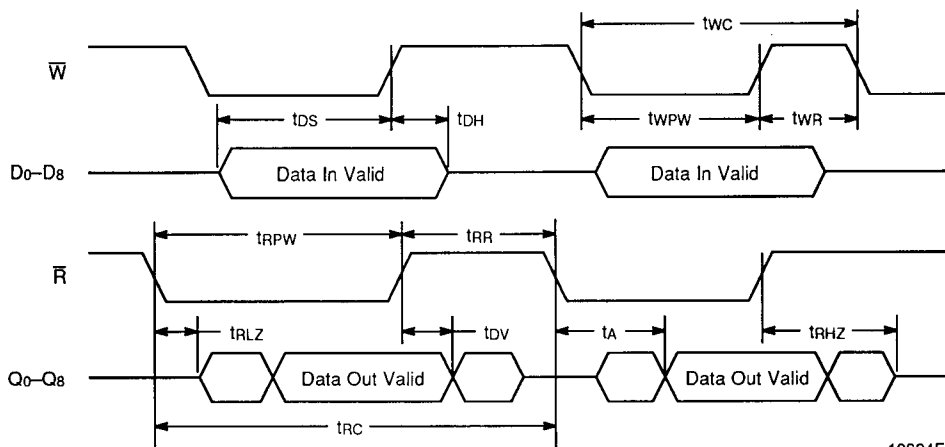 tWC
W
tDS
tDH
tWPW
tWR
D0–D8
Data In Valid
Data In Valid
tRPW
tRR
R
tRLZ
tDV
tA
tRHZ
Q0–Q8
Data Out Valid
Data Out Valid
tRC